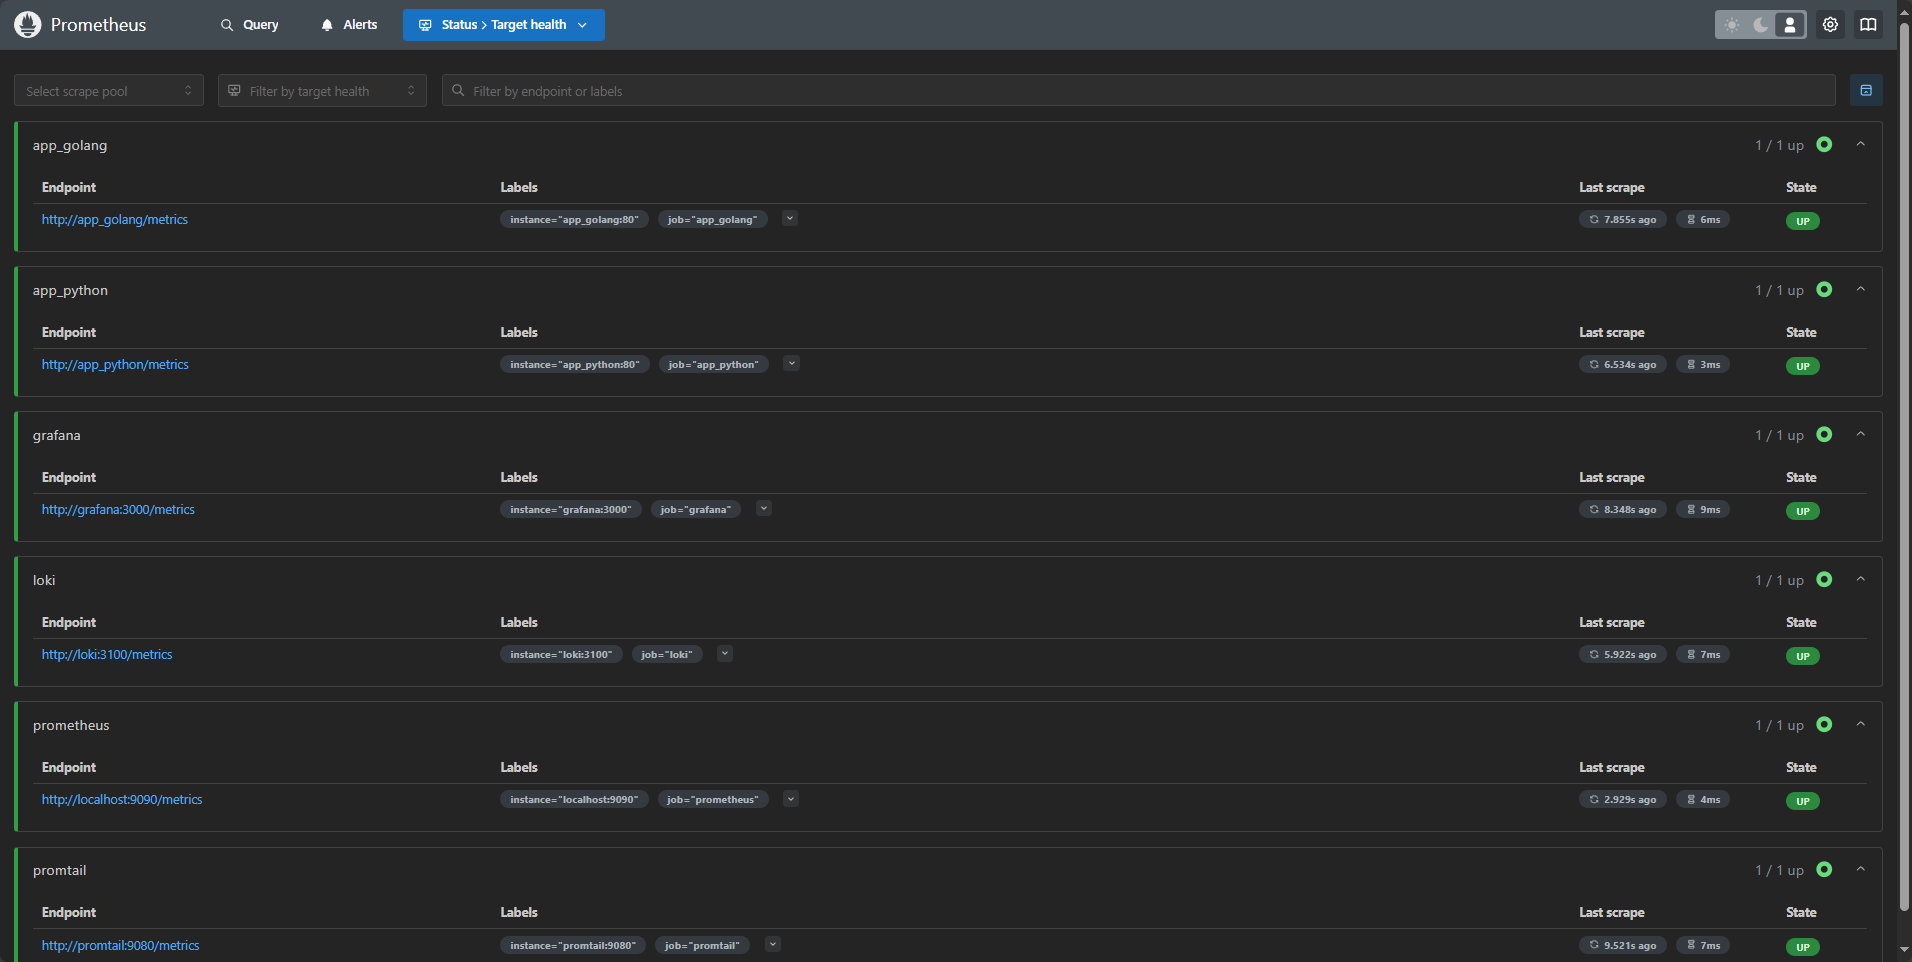 Prometheus Query Alerts Status > Target health
Select scrape pool Filter by target health Filter by endpoint or labels
app_golang 1 / 1 up
Endpoint Labels Last scrape State
http://app_golang/metrics instance="app_golang:80" job="app_golang" 7.855s ago 6ms UP
app_python 1 / 1 up
Endpoint Labels Last scrape State
http://app_python/metrics instance="app_python:80" job="app_python" 6.534s ago 3ms UP
grafana 1 / 1 up
Endpoint Labels Last scrape State
http://grafana:3000/metrics instance="grafana:3000" job="grafana" 8.348s ago 9ms UP
loki 1 / 1 up
Endpoint Labels Last scrape State
http://loki:3100/metrics instance="loki:3100" job="loki" 5.922s ago 7ms UP
prometheus 1 / 1 up
Endpoint Labels Last scrape State
http://localhost:9090/metrics instance="localhost:9090" job="prometheus" 2.929s ago 4ms UP
promtail 1 / 1 up
Endpoint Labels Last scrape State
http://promtail:9080/metrics instance="promtail:9080" job="promtail" 9.521s ago 7ms UP